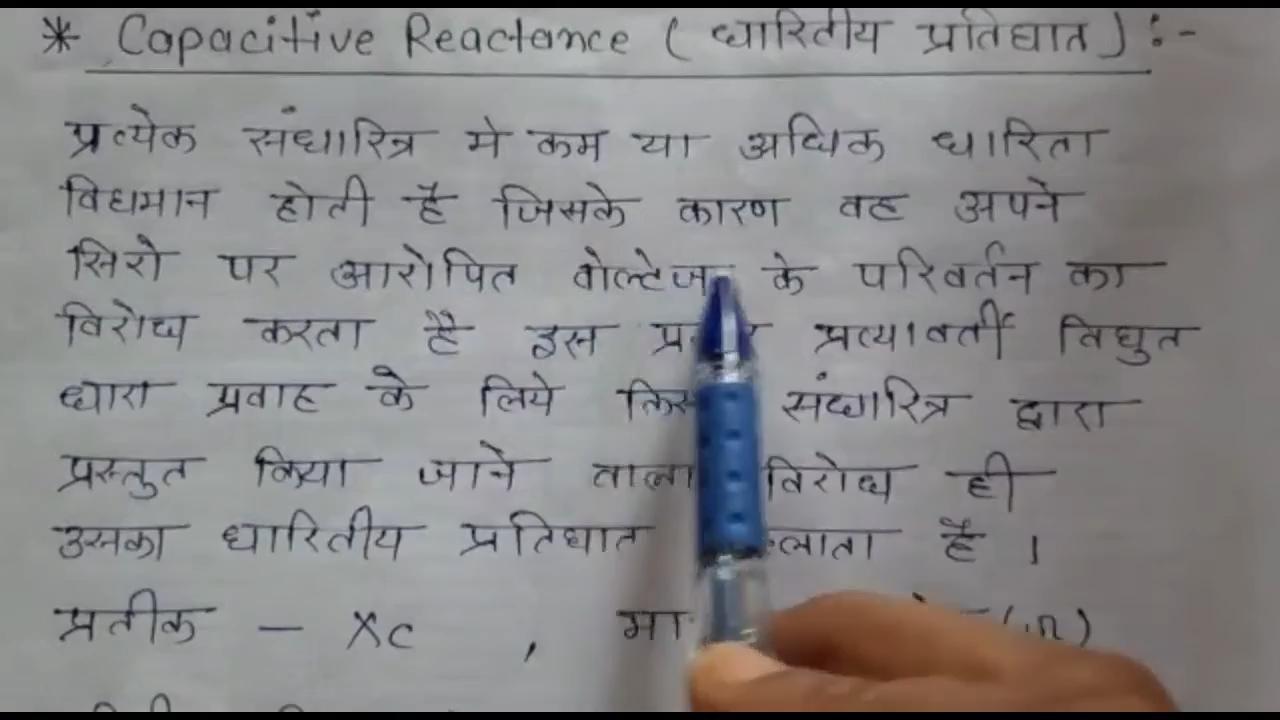 * Capacitive Reactance ( धारितीय प्रतिघात ) :-
प्रत्येक संधारित्र मे कम या अधिक धारिता
विधमान होती है जिसके कारण वह अपने
सिरो पर आरोपित वोल्टेज के परिवर्तन का
विरोध करता है इस प्रत्यावर्ती विधुत
धारा प्रवाह के लिये संधारित्र द्वारा
प्रस्तुत किया जाने वाला विरोध ही
उसका धारितीय प्रतिघात है ।
प्रतीक - Xc ,